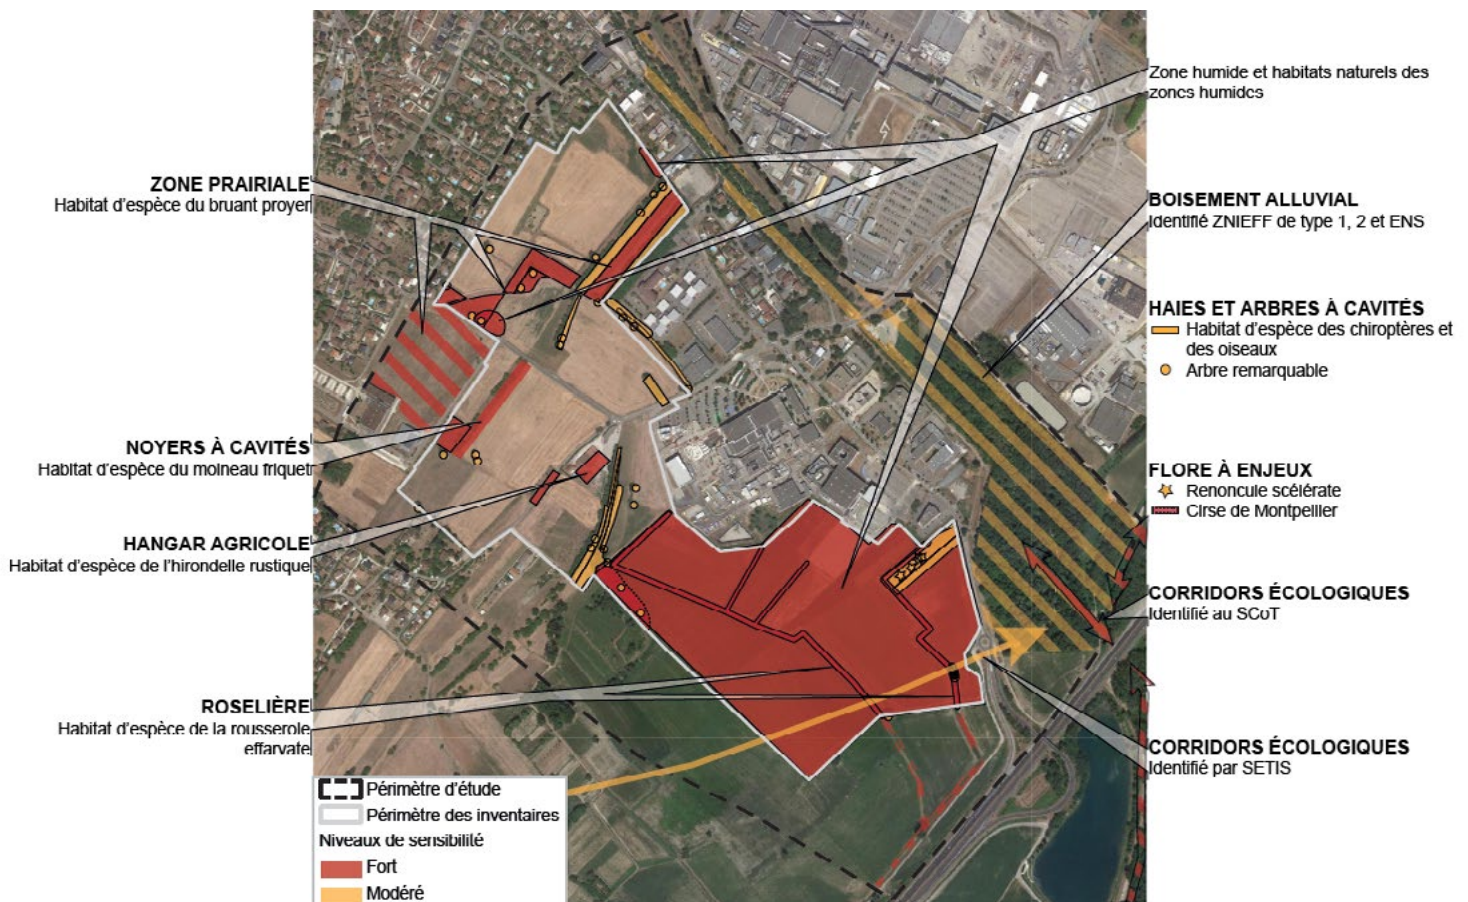 Zone humide et habitats naturels des
zones humides
ZONE PRAIRIALE
Habitat d'espèce du bruant proyer
BOISEMENT ALLUVIAL
Identifié ZNIEFF de type 1, 2 et ENS
HAIES ET ARBRES À CAVITÉS
Habitat d'espèce des chiroptères et
des oiseaux
Arbre remarquable
NOYERS À CAVITÉS
Habitat d'espèce du moineau friquet
FLORE À ENJEUX
Renoncule scélérate
Cirse de Montpellier
HANGAR AGRICOLE
Habitat d'espèce de l'hirondelle rustique
CORRIDORS ÉCOLOGIQUES
Identifié au SCoT
ROSELIÈRE
Habitat d'espèce de la rousserole
effarvate
CORRIDORS ÉCOLOGIQUES
Identifié par SETIS
Périmètre d'étude
Périmètre des inventaires
Niveaux de sensibilité
Fort
Modéré